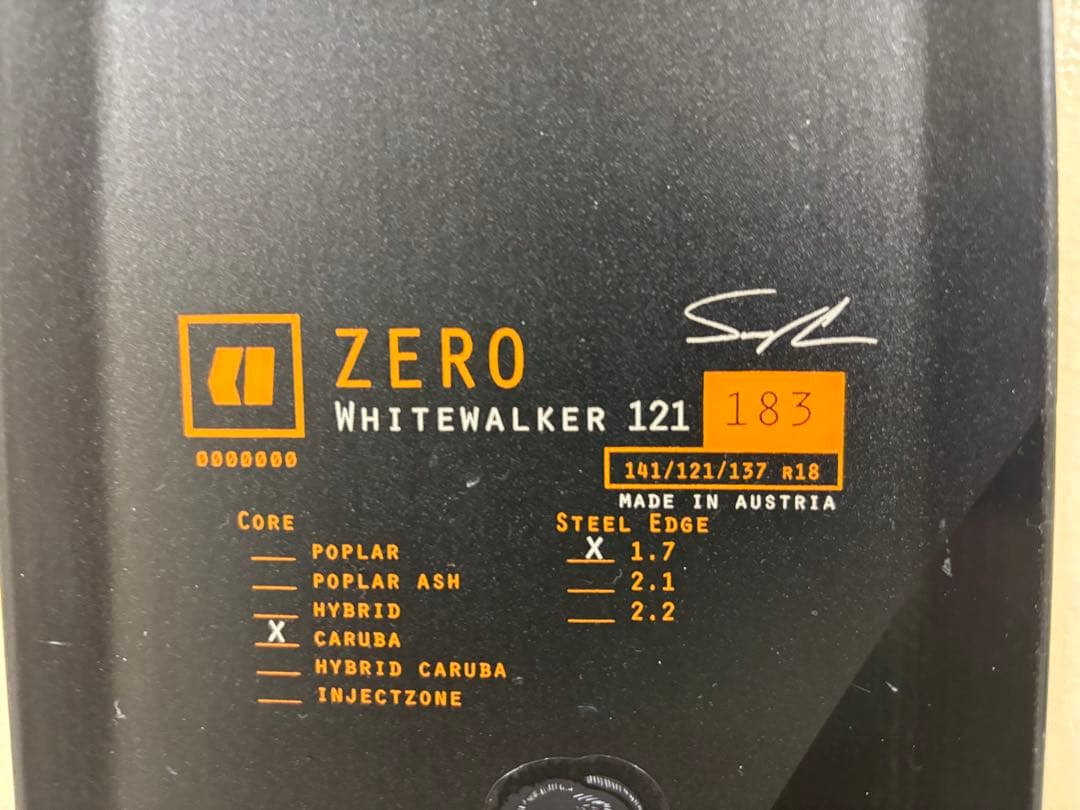 ZERO
WHITEWALKER 121 183
0000000
141/121/137 R18
MADE IN AUSTRIA
CORE
POPLAR
POPLAR ASH
HYBRID
X CARUBA
HYBRID CARUBA
INJECTZONE
STEEL EDGE
X 1.7
2.1
2.2